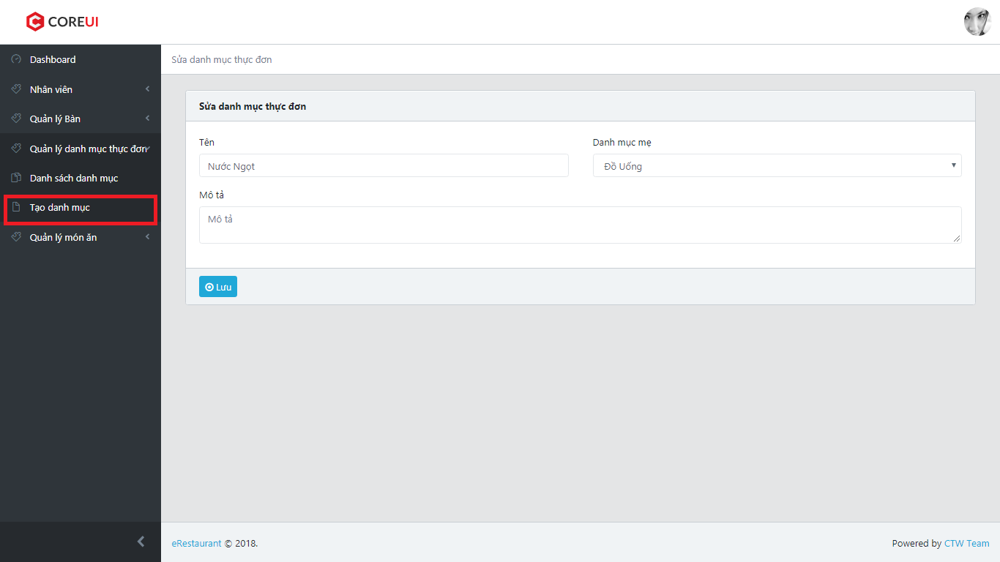 COREUI
Dashboard
Nhân viên
Quản lý Bàn
Quản lý danh mục thực đơn
Danh sách danh mục
Tạo danh mục
Quản lý món ăn
Sửa danh mục thực đơn
Sửa danh mục thực đơn
Tên
Danh mục mẹ
Nước Ngọt
Đồ Uống
Mô tả
Mô tả
Lưu
eRestaurant © 2018.
Powered by CTW Team